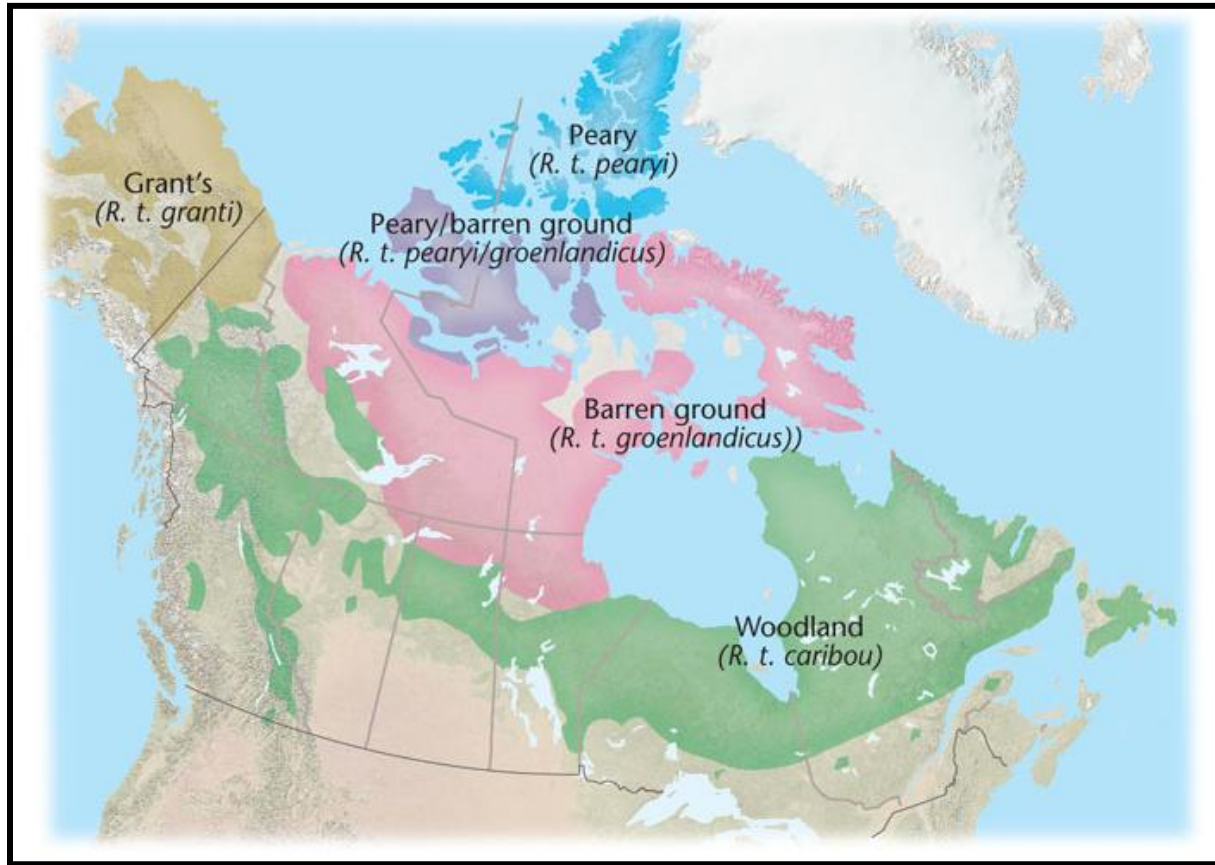 Peary
(R. t. pearyi)
Grant's
(R. t. granti)
Peary/barren ground
(R. t. pearyi/groenlandicus)
Barren ground
(R. t. groenlandicus))
Woodland
(R. t. caribou)